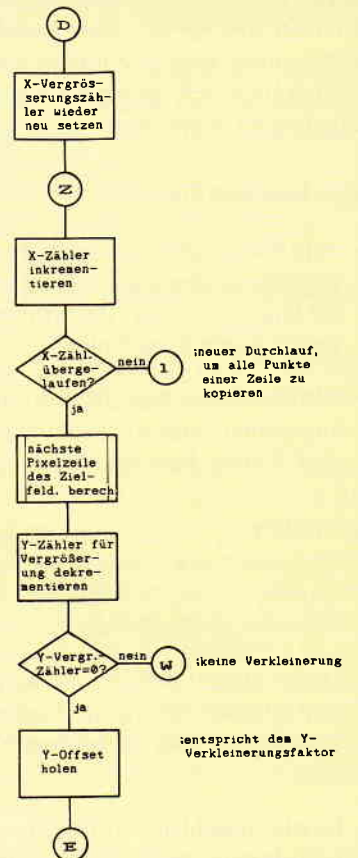 D
X-Vergrös-
serungszäh-
ler wieder
neu setzen
Z
X-Zähler
inkremen-
tieren
X-Zähl.
überge-
laufen?
nein
1
;neuer Durchlauf,
um alle Punkte
einer Zeile zu
kopieren
ja
nächste
Pixelzeile
des Ziel-
feld. berech.
Y-Zähler für
Vergrößer-
ung dekre-
mentieren
Y-Vergr.-
Zähler=0?
nein
W
;keine Verkleinerung
ja
Y-Offset
holen
;entspricht dem Y-
Verkleinerungsfaktor
E